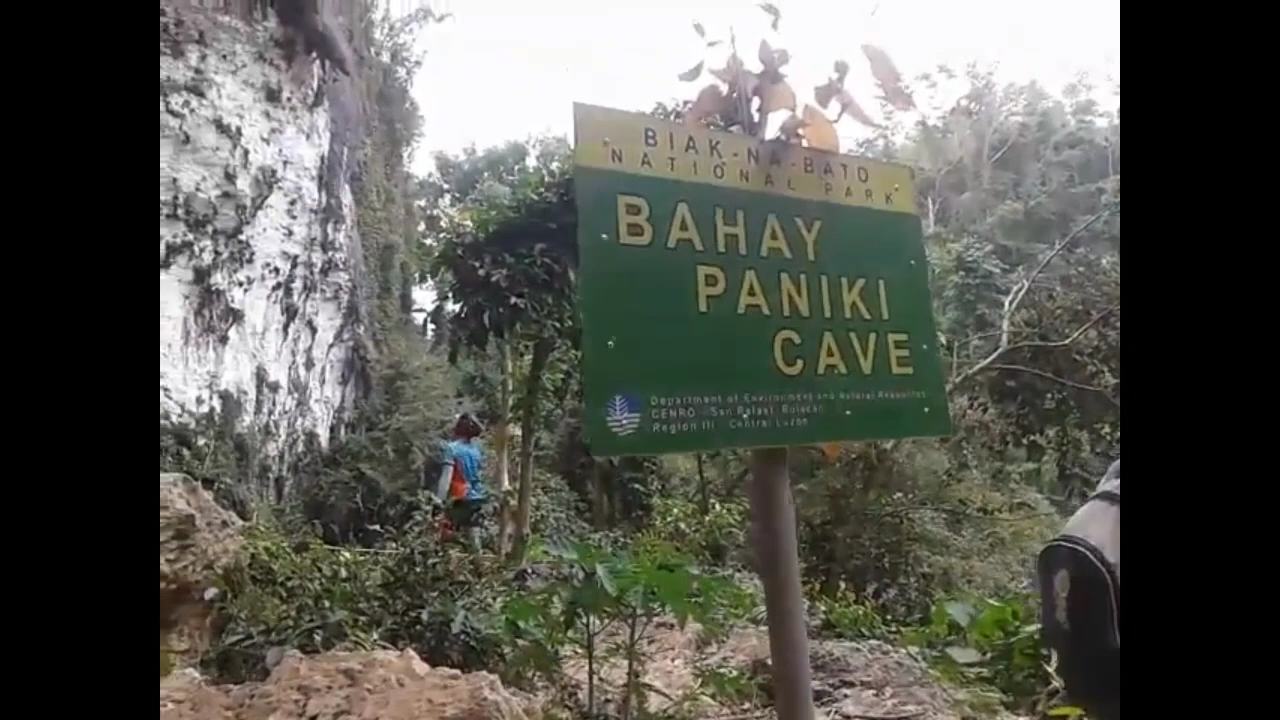 BIAK-NA-BATO
NATIONAL PARK
BAHAY
PANIKI
CAVE
Department of Environment and Natural Resources
CENRO - San Rafael, Bulacan
Region III - Central Luzon